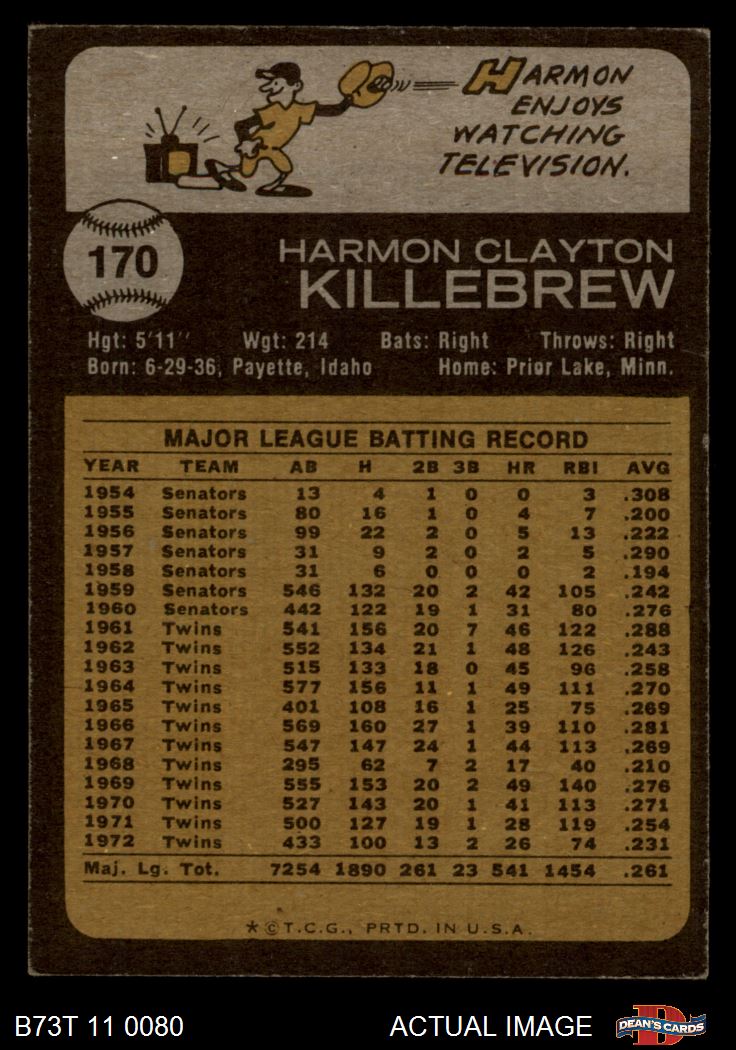 HARMON
ENJOYS
WATCHING
TELEVISION.
170
HARMON CLAYTON
KILLEBREW
Hgt: 5'11" Wgt: 214 Bats: Right Throws: Right
Born: 6-29-36, Payette, Idaho Home: Prior Lake, Minn.
MAJOR LEAGUE BATTING RECORD
YEAR TEAM AB H 2B 3B HR RBI AVG
1954 Senators 13 4 1 0 0 3 .308
1955 Senators 80 16 1 0 4 7 .200
1956 Senators 99 22 2 0 5 13 .222
1957 Senators 31 9 2 0 2 5 .290
1958 Senators 31 6 0 0 0 2 .194
1959 Senators 546 132 20 2 42 105 .242
1960 Senators 442 122 19 1 31 80 .276
1961 Twins 541 156 20 7 46 122 .288
1962 Twins 552 134 21 1 48 126 .243
1963 Twins 515 133 18 0 45 96 .258
1964 Twins 577 156 11 1 49 111 .270
1965 Twins 401 108 16 1 25 75 .269
1966 Twins 569 160 27 1 39 110 .281
1967 Twins 547 147 24 1 44 113 .269
1968 Twins 295 62 7 2 17 40 .210
1969 Twins 555 153 20 2 49 140 .276
1970 Twins 527 143 20 1 41 113 .271
1971 Twins 500 127 19 1 28 119 .254
1972 Twins 433 100 13 2 26 74 .231
Maj. Lg. Tot. 7254 1890 261 23 541 1454 .261
*©T.C.G., PRTD. IN U.S.A.
B73T 11 0080 ACTUAL IMAGE
D
DEAN'S CARDS